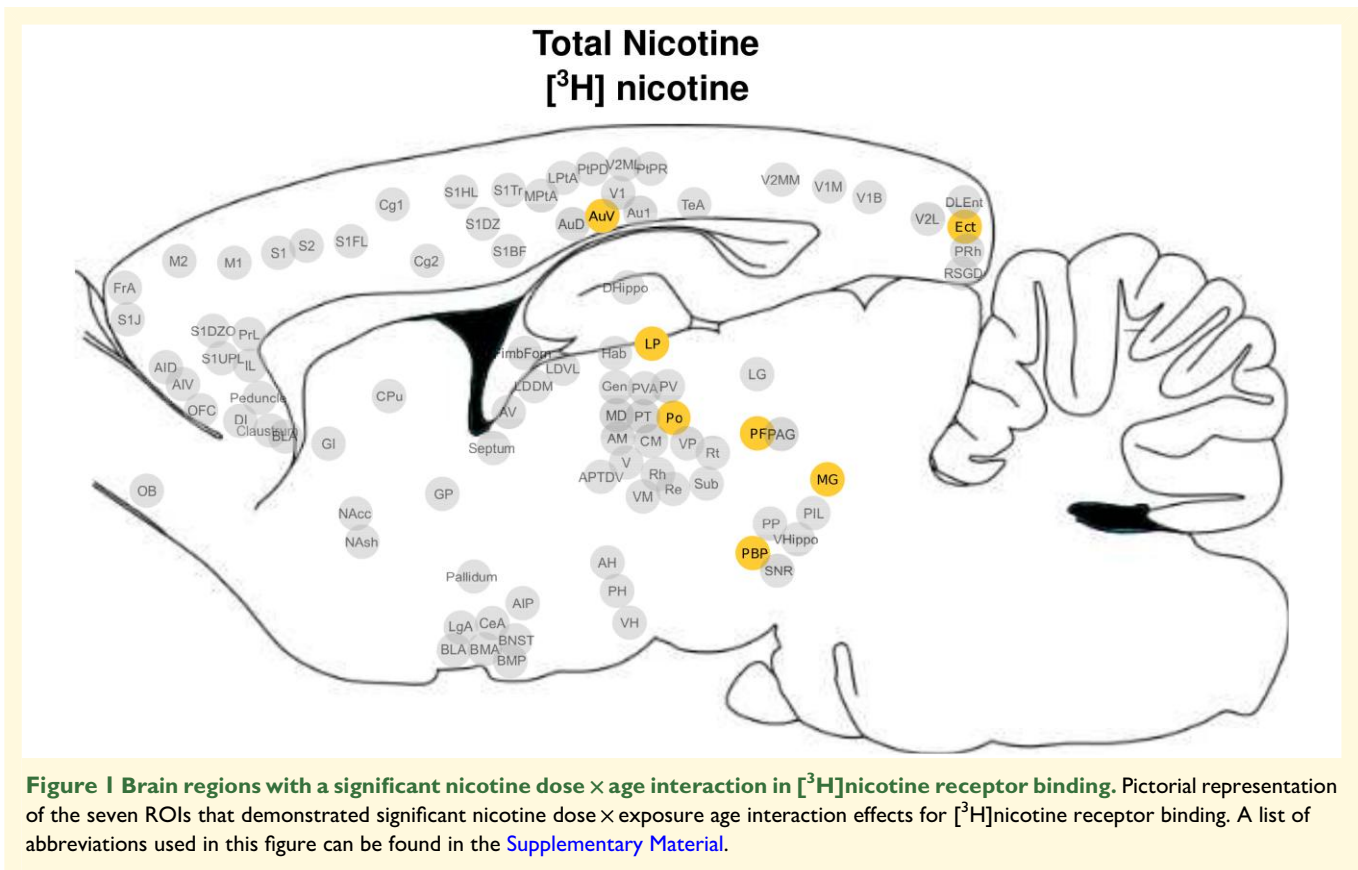 Total Nicotine
[³H] nicotine
PtPD V2ML PtPR
LPtA
V2MM
S1HL S1Tr MPtA V1 V1M
V1B
Cg1 TeA DLEnt
Au1
AuV
V2L
S1DZ AuD Ect
S1FL
S2
S1 S1BF PRh
M2 M1 Cg2
RSGD
FrA DHippo
S1J
S1DZO PrL
LP
FimbFom Hab
S1UPL
IL
AID LDVL
LG
AIV LDDM Gen PVA PV
Peduncle CPu
OFC AV MD PT Po
DI
Claustrum
BLA PF PAG
GI AM CM VP
Septum Rt
V
APTDV Rh MG
Sub
OB GP VM Re
NAcc PIL
PP
NAsh VHippo
PBP
AH SNR
Pallidum
PH
AIP
LgA CeA VH
BNST
BLA BMA
BMP
Figure 1 Brain regions with a significant nicotine dose × age interaction in [³H]nicotine receptor binding. Pictorial representation
of the seven ROIs that demonstrated significant nicotine dose × exposure age interaction effects for [³H]nicotine receptor binding. A list of
abbreviations used in this figure can be found in the Supplementary Material.